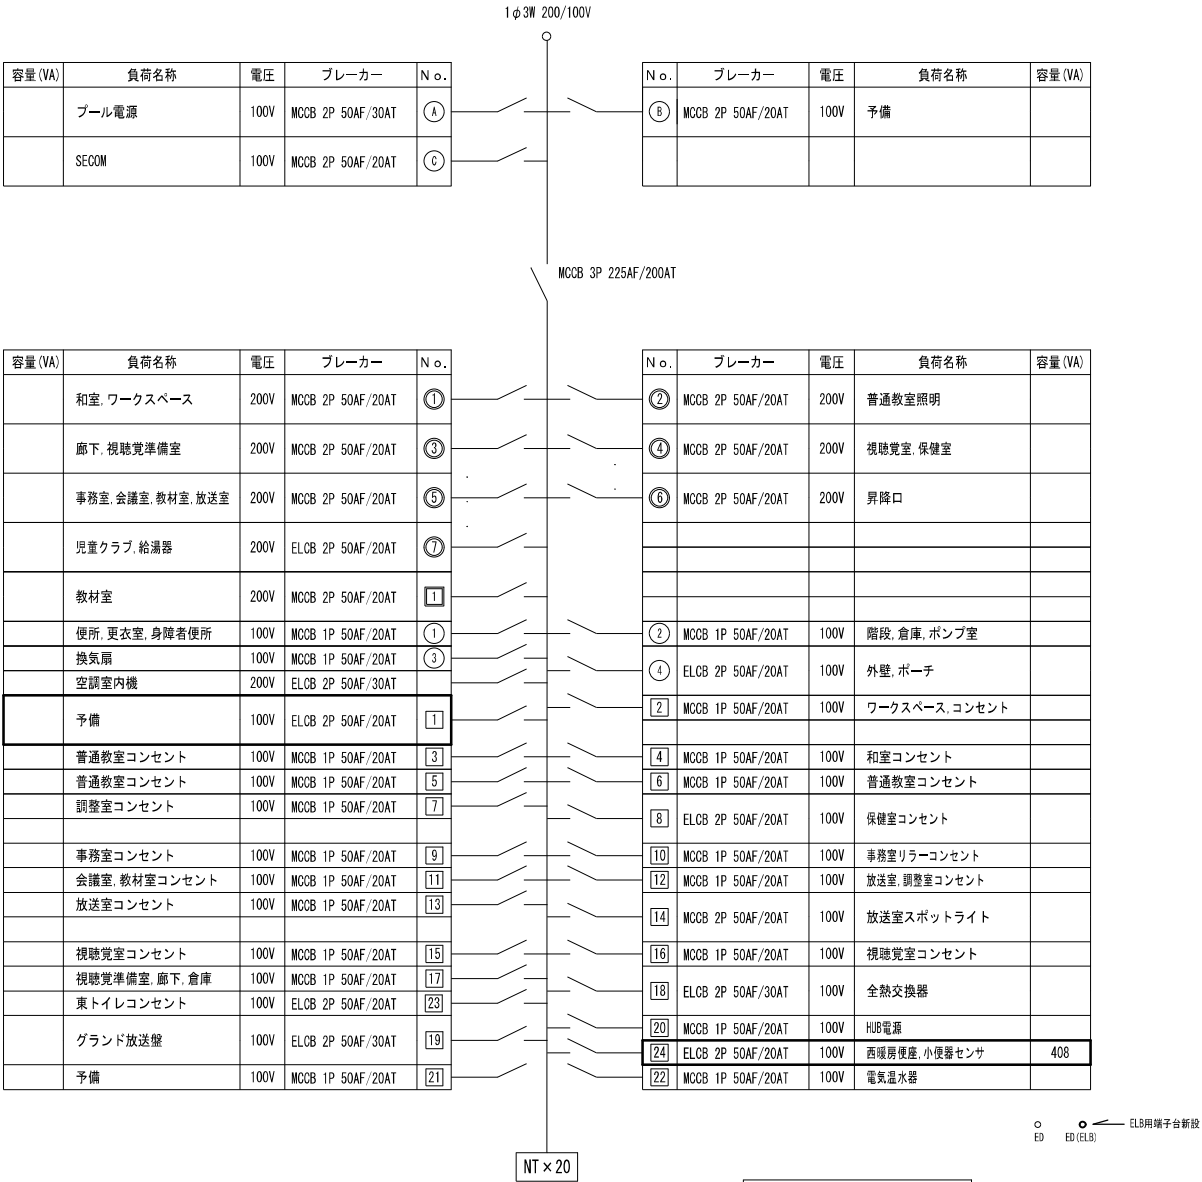 1φ3W 200/100V
容量(VA) 負荷名称 電圧 ブレーカー No.
プール電源 100V MCCB 2P 50AF/30AT A
SECOM 100V MCCB 2P 50AF/20AT C
No. ブレーカー 電圧 負荷名称 容量(VA)
B MCCB 2P 50AF/20AT 100V 予備
MCCB 3P 225AF/200AT
容量(VA) 負荷名称 電圧 ブレーカー No.
和室,ワークスペース 200V MCCB 2P 50AF/20AT 1
廊下,視聴覚準備室 200V MCCB 2P 50AF/20AT 3
事務室,会議室,教材室,放送室 200V MCCB 2P 50AF/20AT 5
児童クラブ,給湯器 200V ELCB 2P 50AF/20AT 7
教材室 200V MCCB 2P 50AF/20AT 1
便所,更衣室,身障者便所 100V MCCB 1P 50AF/20AT 1
換気扇 100V MCCB 1P 50AF/20AT 3
空調室内機 200V ELCB 2P 50AF/30AT
予備 100V ELCB 2P 50AF/20AT 1
普通教室コンセント 100V MCCB 1P 50AF/20AT 3
普通教室コンセント 100V MCCB 1P 50AF/20AT 5
調整室コンセント 100V MCCB 1P 50AF/20AT 7
事務室コンセント 100V MCCB 1P 50AF/20AT 9
会議室,教材室コンセント 100V MCCB 1P 50AF/20AT 11
放送室コンセント 100V MCCB 1P 50AF/20AT 13
視聴覚室コンセント 100V MCCB 1P 50AF/20AT 15
視聴覚準備室,廊下,倉庫 100V MCCB 1P 50AF/20AT 17
東トイレコンセント 100V ELCB 2P 50AF/20AT 23
グランド放送盤 100V ELCB 2P 50AF/30AT 19
予備 100V MCCB 1P 50AF/30AT 21
No. ブレーカー 電圧 負荷名称 容量(VA)
2 MCCB 2P 50AF/20AT 200V 普通教室照明
4 MCCB 2P 50AF/20AT 200V 視聴覚室,保健室
6 MCCB 2P 50AF/20AT 200V 昇降口
2 MCCB 1P 50AF/20AT 100V 階段,倉庫,ポンプ室
4 ELCB 2P 50AF/20AT 100V 外壁,ポーチ
2 MCCB 1P 50AF/20AT 100V ワークスペース,コンセント
4 MCCB 1P 50AF/20AT 100V 和室コンセント
6 MCCB 1P 50AF/20AT 100V 普通教室コンセント
8 ELCB 2P 50AF/20AT 100V 保健室コンセント
10 MCCB 1P 50AF/20AT 100V 事務室リラーコンセント
12 MCCB 1P 50AF/20AT 100V 放送室,調整室コンセント
14 MCCB 2P 50AF/20AT 100V 放送室スポットライト
16 MCCB 1P 50AF/20AT 100V 視聴覚室コンセント
18 ELCB 2P 50AF/30AT 100V 全熱交換器
20 MCCB 1P 50AF/20AT 100V HUB電源
24 ELCB 2P 50AF/20AT 100V 西暖房便座,小便器センサ 408
22 MCCB 1P 50AF/20AT 100V 電気温水器
ELB用端子台新設
ED ED(ELB)
NT×20